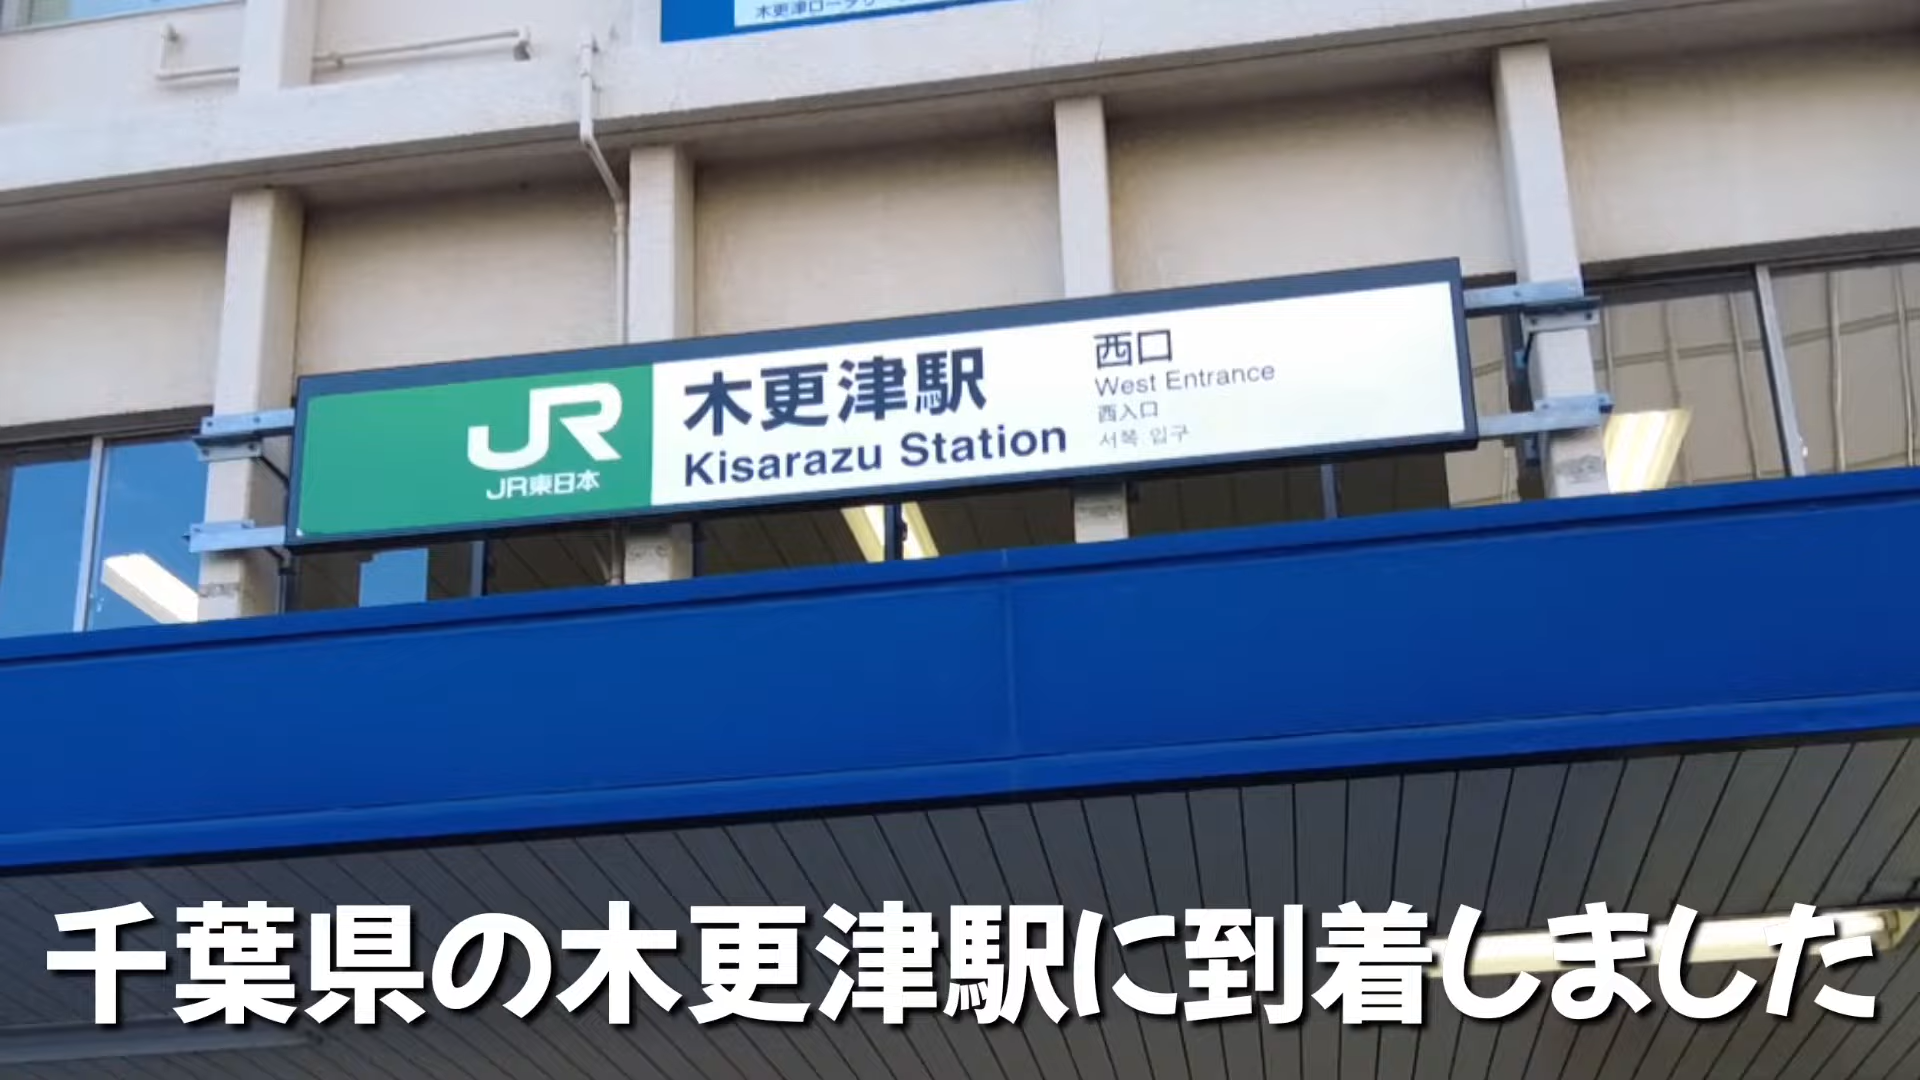 木更津ロータリー
JR
JR東日本
木更津駅
Kisarazu Station
西口
West Entrance
西入口
서쪽 입구
千葉県の木更津駅に到着しました